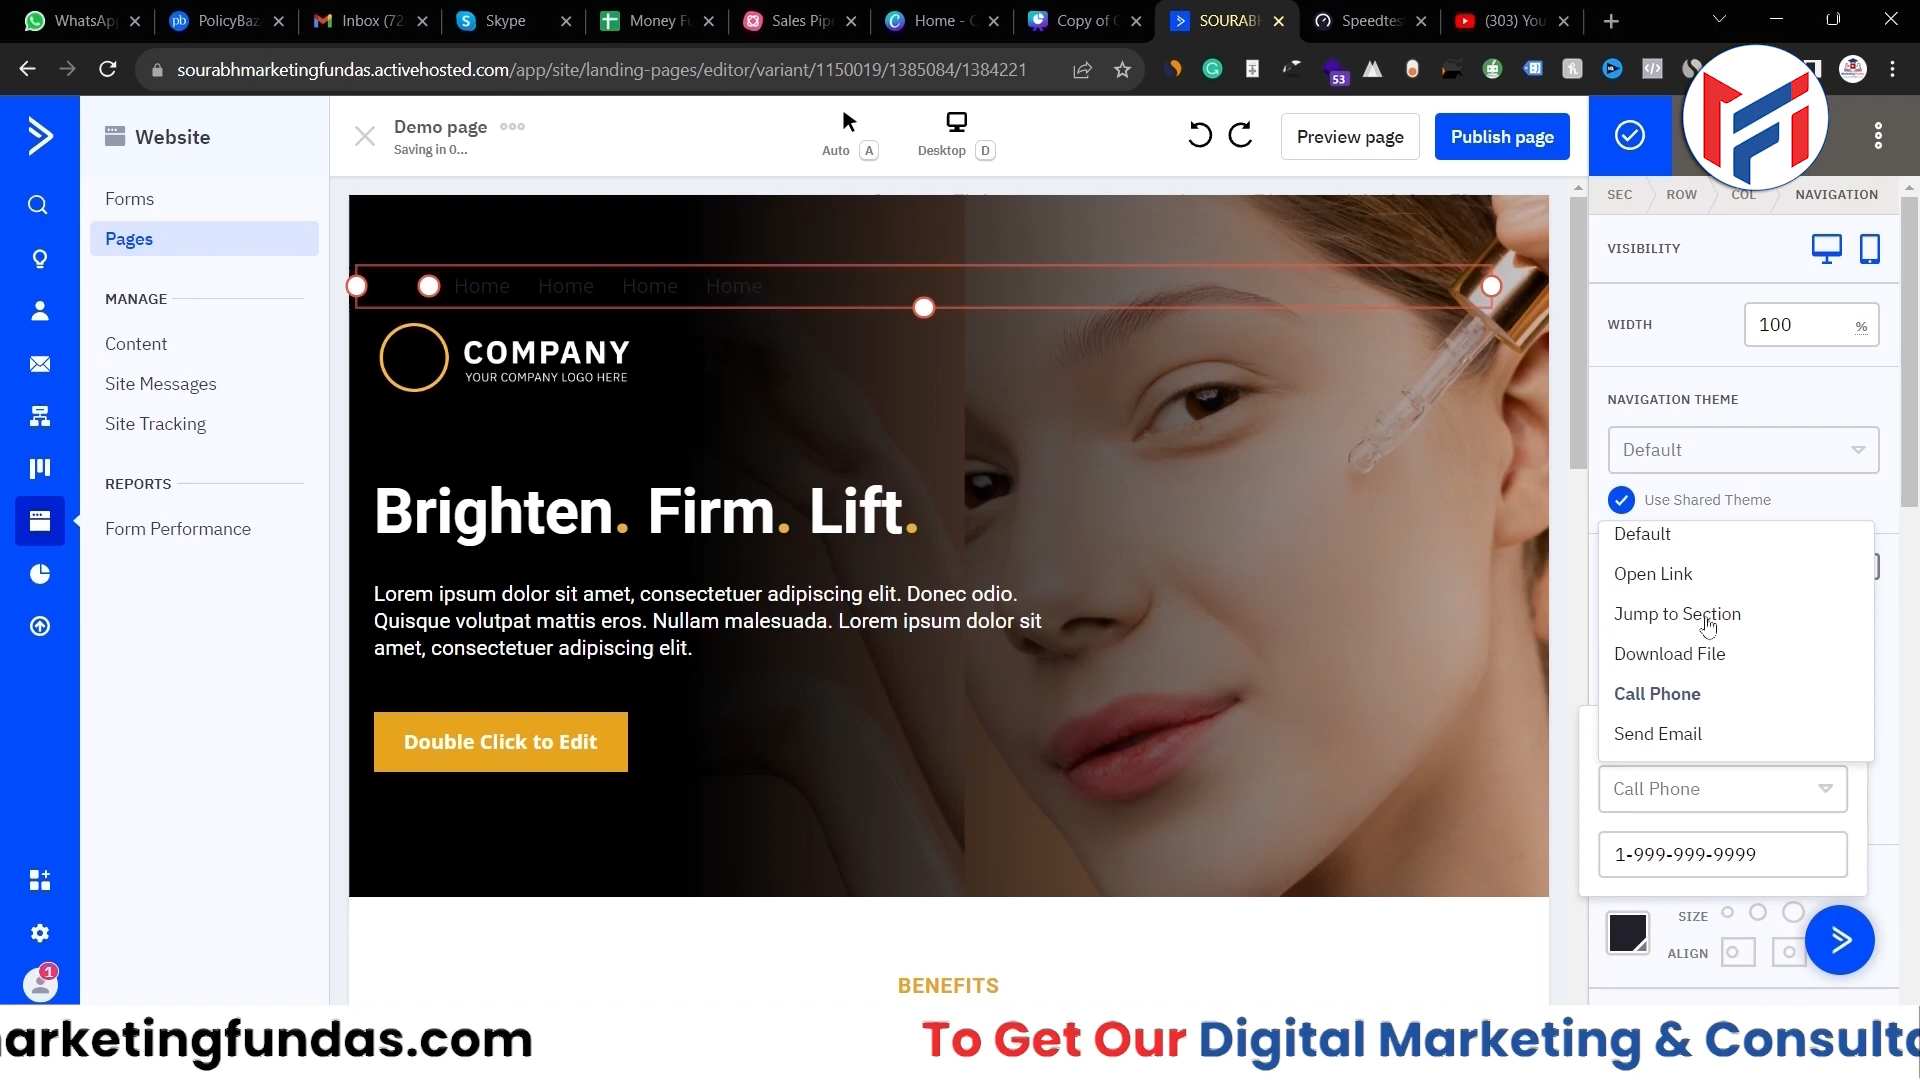 WhatsApp
PolicyBaz
Inbox (72
Skype
Money Fu
Sales Pip
Home - C
Copy of C
SOURAB
Speedtes
(303) You
sourabhmarketingfundas.activehosted.com/app/site/landing-pages/editor/variant/1150019/1385084/1384221
53
Website
Forms
Pages
MANAGE
Content
Site Messages
Site Tracking
REPORTS
Form Performance
1
Demo page
Saving in 0...
Auto A
Desktop D
Preview page
Publish page
Home Home Home Home
COMPANY
YOUR COMPANY LOGO HERE
Brighten. Firm. Lift.
Lorem ipsum dolor sit amet, consectetuer adipiscing elit. Donec odio.
Quisque volutpat mattis eros. Nullam malesuada. Lorem ipsum dolor sit
amet, consectetuer adipiscing elit.
Double Click to Edit
BENEFITS
SEC ROW COL NAVIGATION
VISIBILITY
WIDTH 100 %
NAVIGATION THEME
Default
Use Shared Theme
Default
Open Link
Jump to Section
Download File
Call Phone
Send Email
Call Phone
1-999-999-9999
SIZE
ALIGN
arketingfundas.com
To Get Our Digital Marketing & Consulta